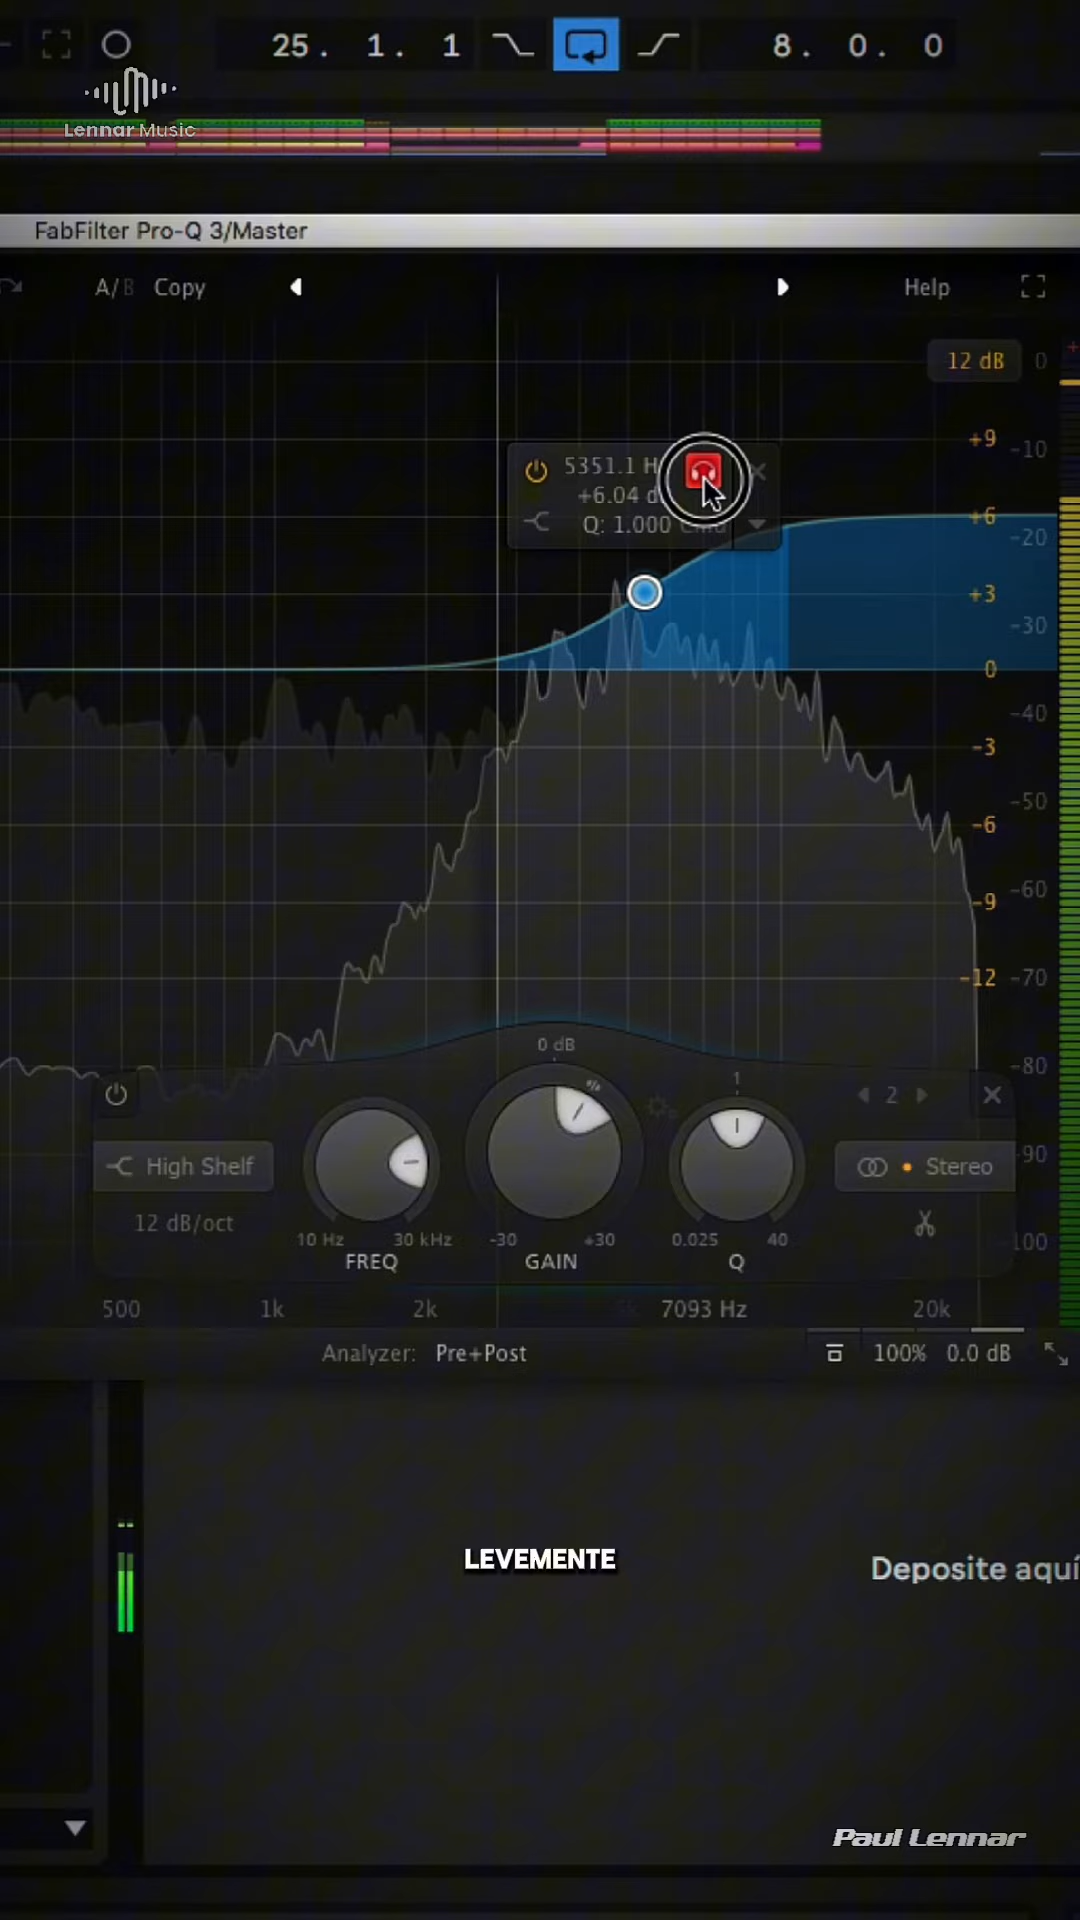 25. 1. 1
8. 0. 0
Lennar Music
FabFilter Pro-Q 3/Master
A/B Copy
Help
12 dB
0
+9
-10
5351.1 H
+6.04 d
Q: 1.000
+6
-20
+3
-30
0
-40
-3
-50
-6
-60
-9
-12
-70
0 dB
-80
1
2
High Shelf
Stereo
-90
12 dB/oct
10 Hz
30 kHz
-30
+30
0.025
40
-100
FREQ
GAIN
Q
500
1k
2k
7093 Hz
20k
Analyzer: Pre+Post
100%
0.0 dB
LEVEMENTE
Deposite aquí
Paul Lennar